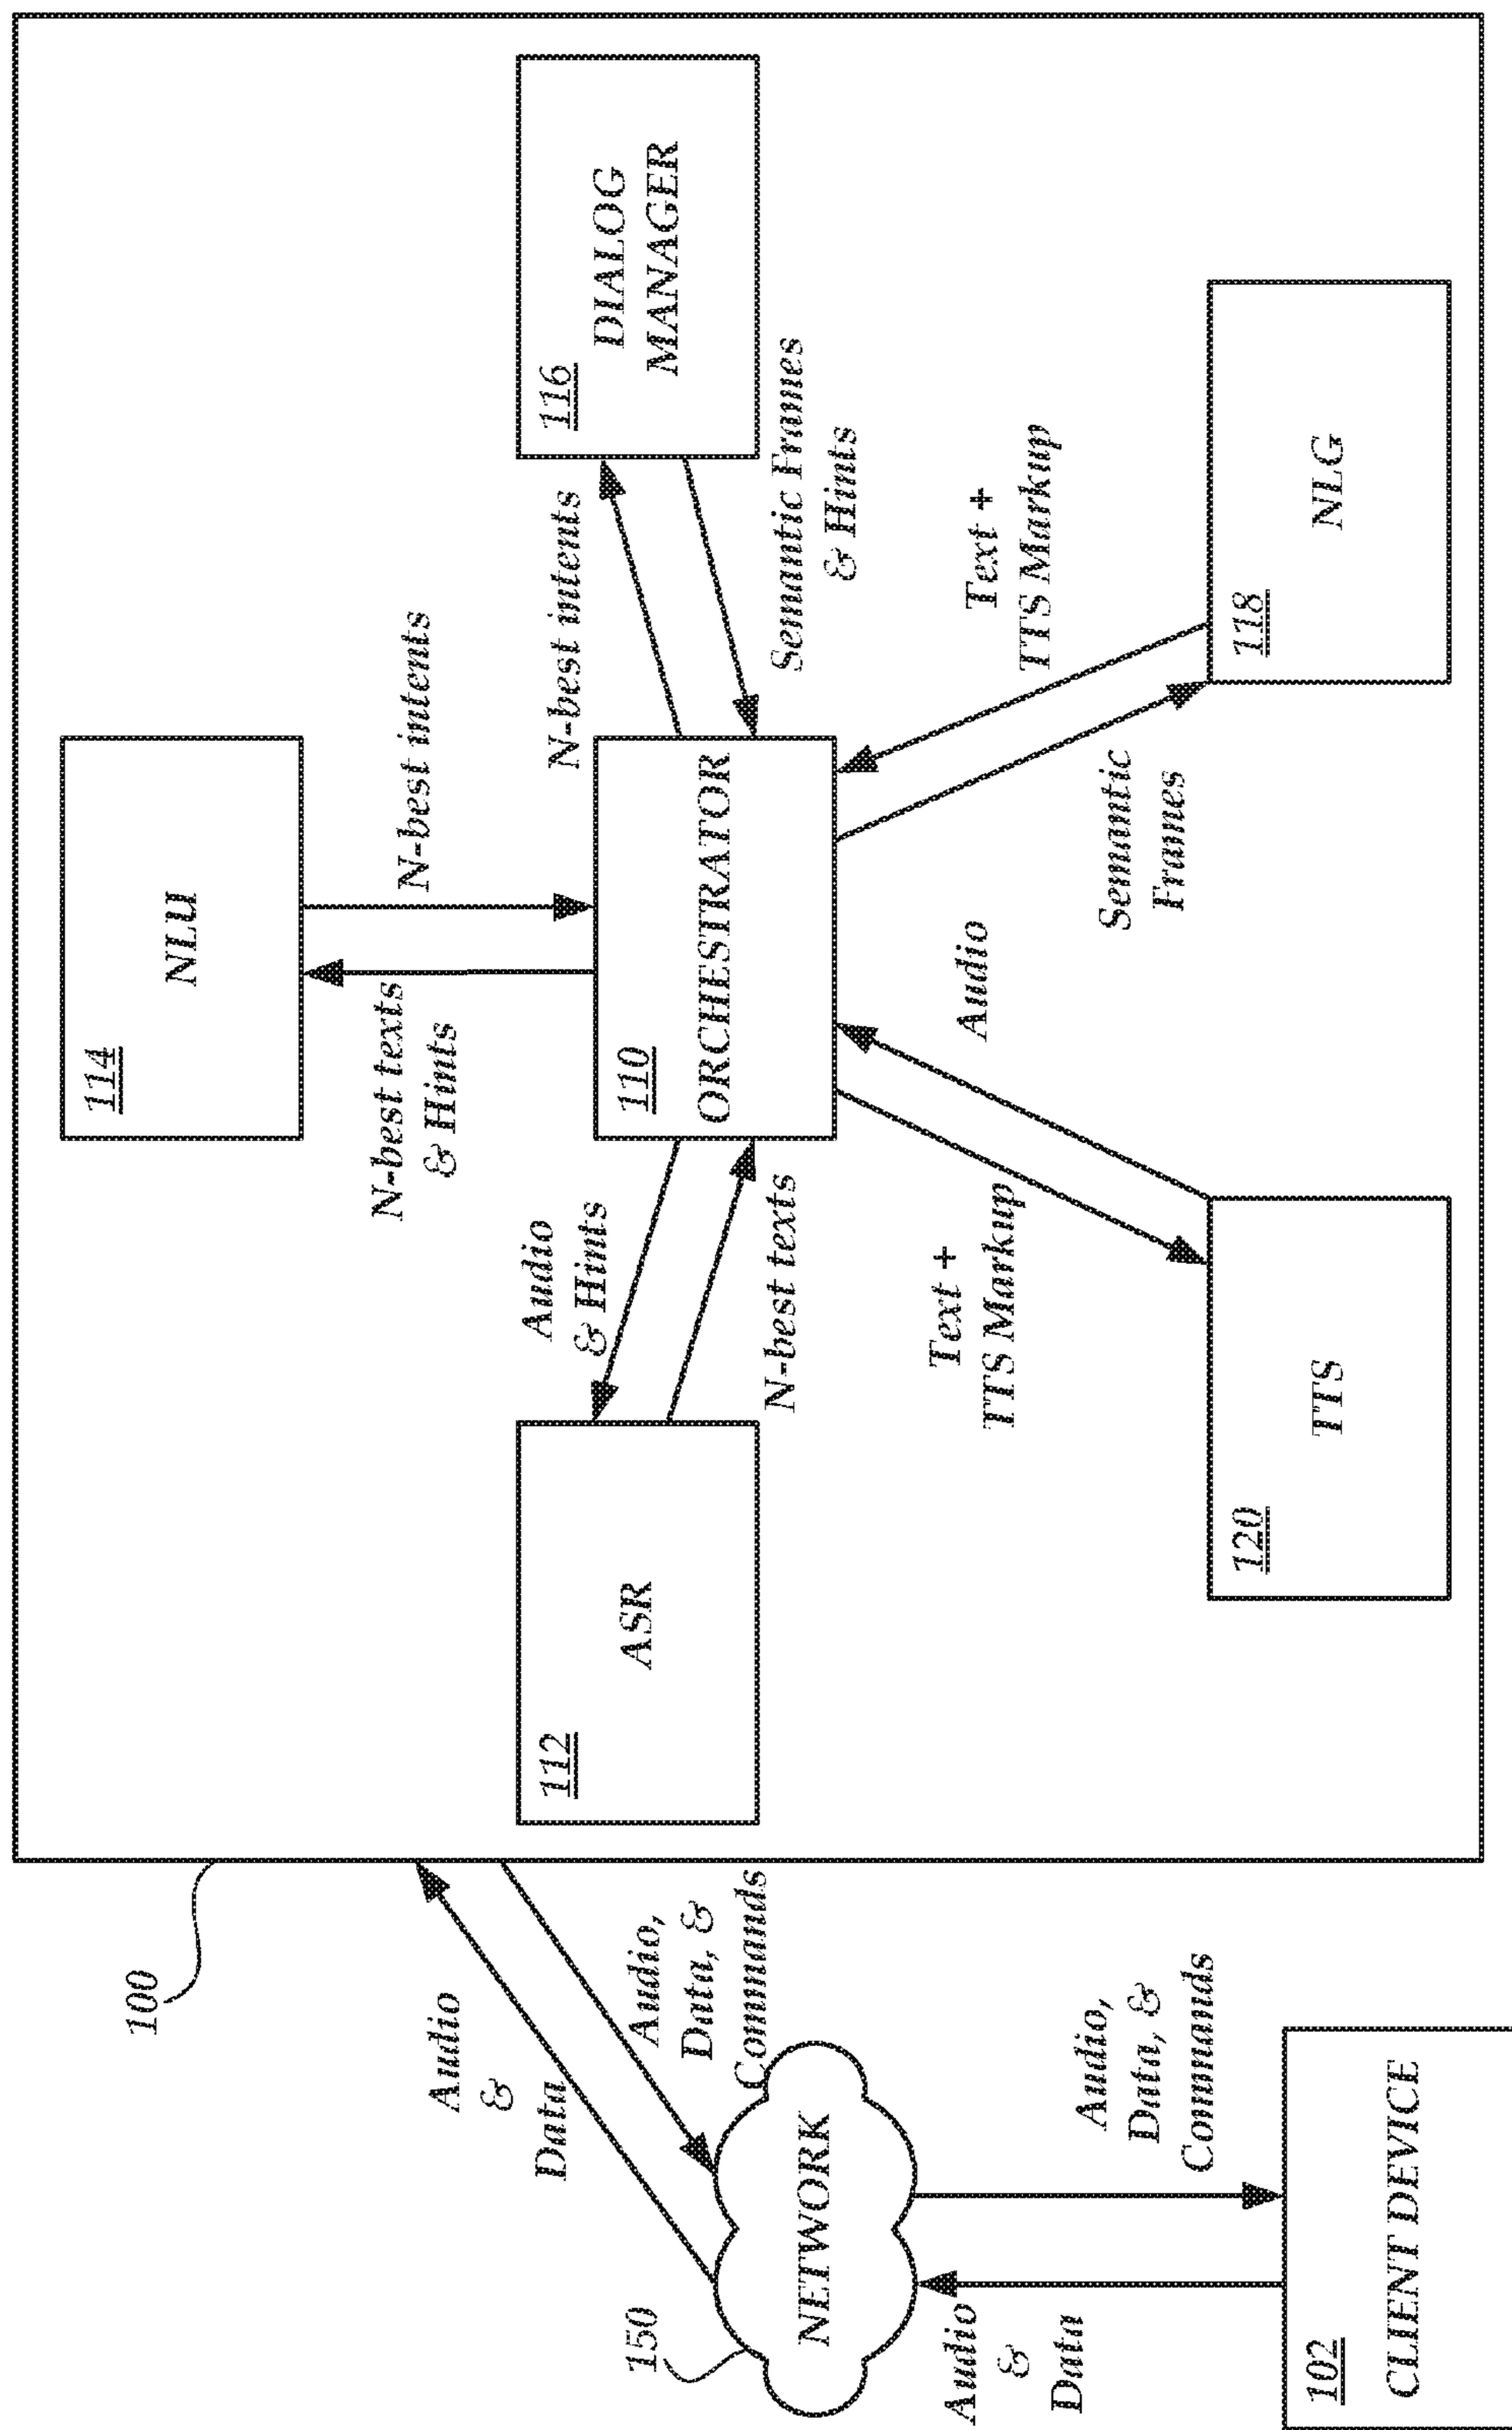 100
114
NLU
N-best texts
& Hints
N-best intents
112
ASR
Audio
& Hints
N-best texts
110
ORCHESTRATOR
N-best intents
Semantic Frames
& Hints
116
DIALOG
MANAGER
Audio
&
Data
Audio,
Data, &
Commands
150
NETWORK
Audio
&
Data
Audio,
Data, &
Commands
102
CLIENT DEVICE
Text +
TTS Markup
Audio
Semantic
Frames
Text +
TTS Markup
120
TTS
118
NLG